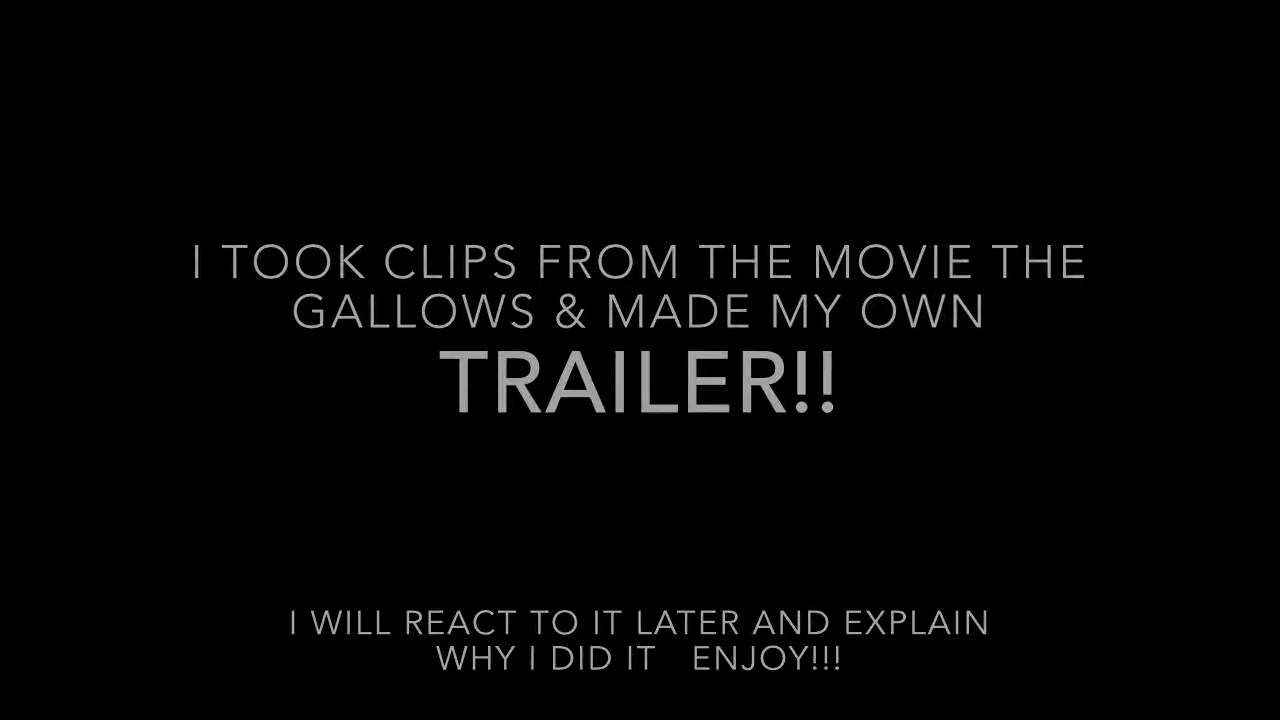 I TOOK CLIPS FROM THE MOVIE THE
GALLOWS & MADE MY OWN
TRAILER!!
I WILL REACT TO IT LATER AND EXPLAIN
WHY I DID IT ENJOY!!!